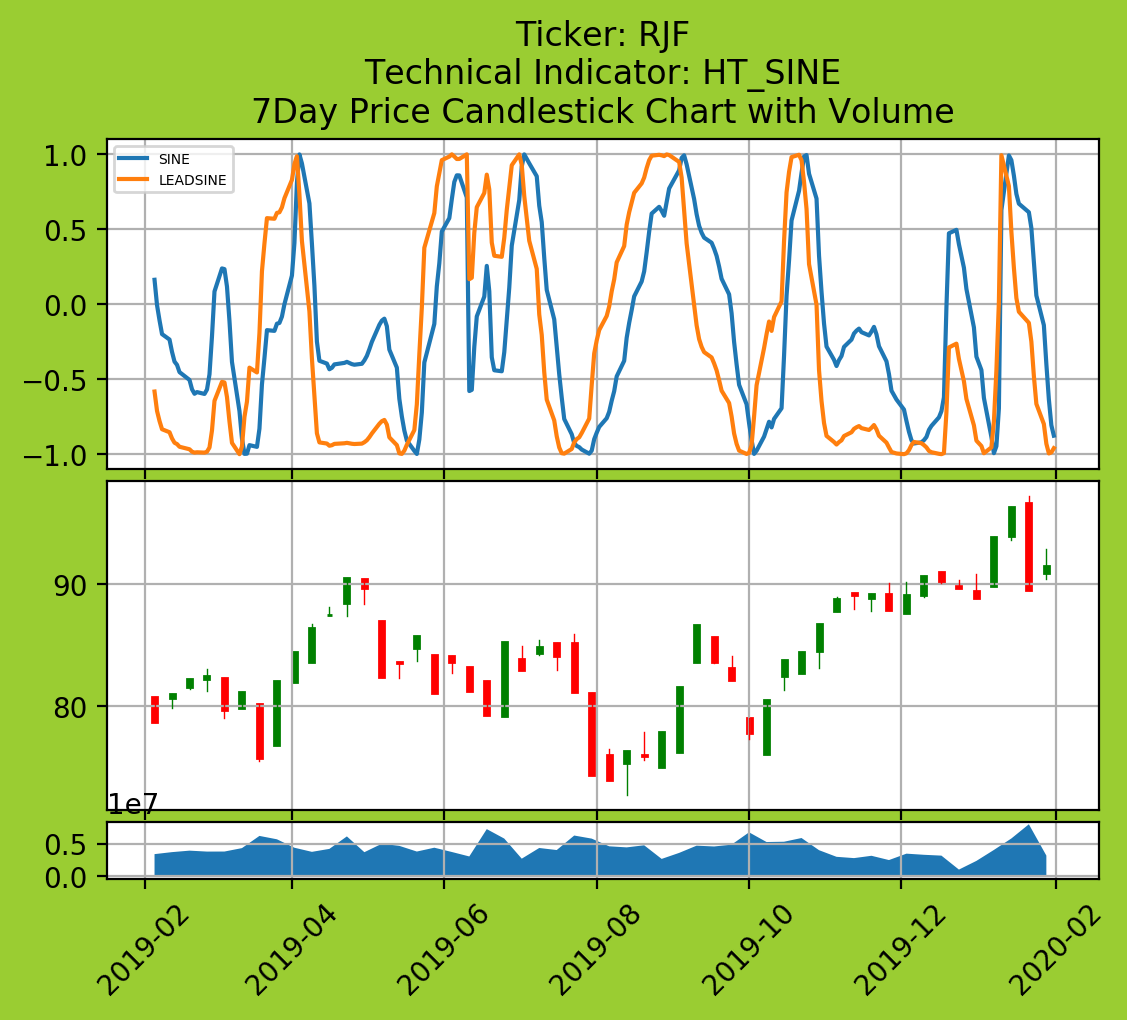 Ticker: RJF
Technical Indicator: HT_SINE
7Day Price Candlestick Chart with Volume
SINE
LEADSINE
1.0
0.5
0.0
−0.5
−1.0
90
80
1e7
0.5
0.0
2019-02
2019-04
2019-06
2019-08
2019-10
2019-12
2020-02